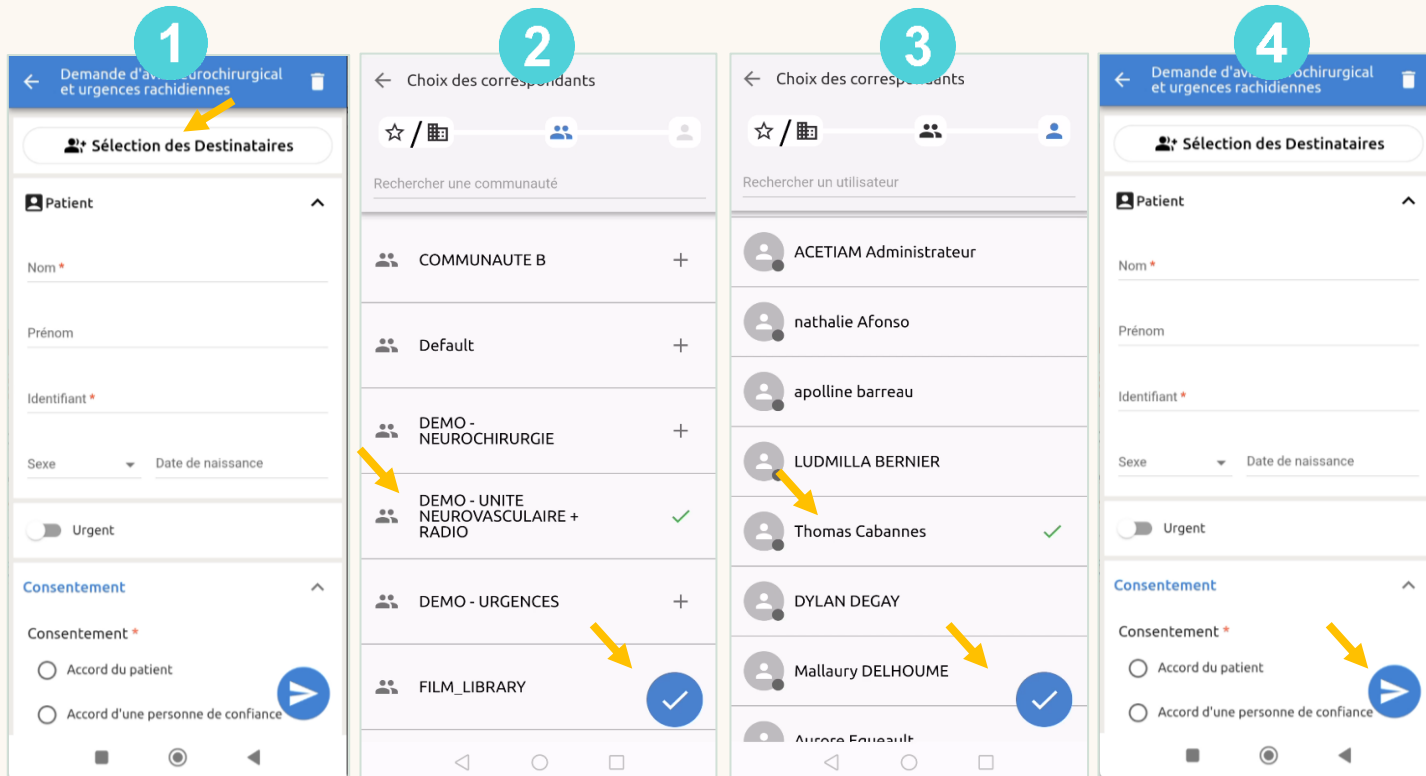 1
Demande d'avis neurochirurgical
et urgences rachidiennes
Sélection des Destinataires
Patient
Nom *
Prénom
Identifiant *
Sexe
Date de naissance
Urgent
Consentement
Consentement *
Accord du patient
Accord d'une personne de confiance
2
Choix des correspondants
/
Rechercher une communauté
COMMUNAUTE B
Default
DEMO -
NEUROCHIRURGIE
DEMO - UNITE
NEUROVASCULAIRE +
RADIO
DEMO - URGENCES
FILM_LIBRARY
3
Choix des correspondants
/
Rechercher un utilisateur
ACETIAM Administrateur
nathalie Afonso
apolline barreau
LUDMILLA BERNIER
Thomas Cabannes
DYLAN DEGAY
Mallaury DELHOUME
Aurore
4
Demande d'avis neurochirurgical
et urgences rachidiennes
Sélection des Destinataires
Patient
Nom *
Prénom
Identifiant *
Sexe
Date de naissance
Urgent
Consentement
Consentement *
Accord du patient
Accord d'une personne de confiance